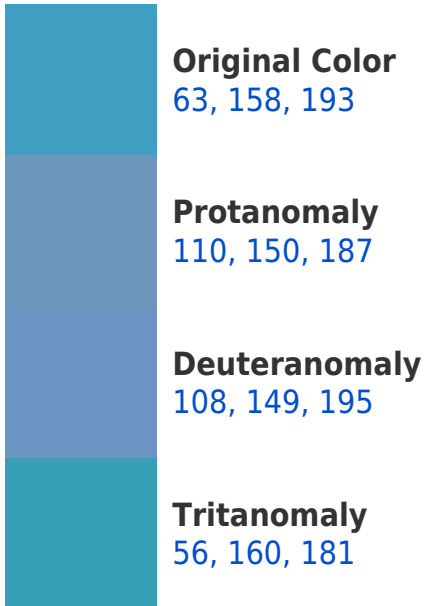 Original Color
63, 158, 193
Protanomaly
110, 150, 187
Deuteranomaly
108, 149, 195
Tritanomaly
56, 160, 181